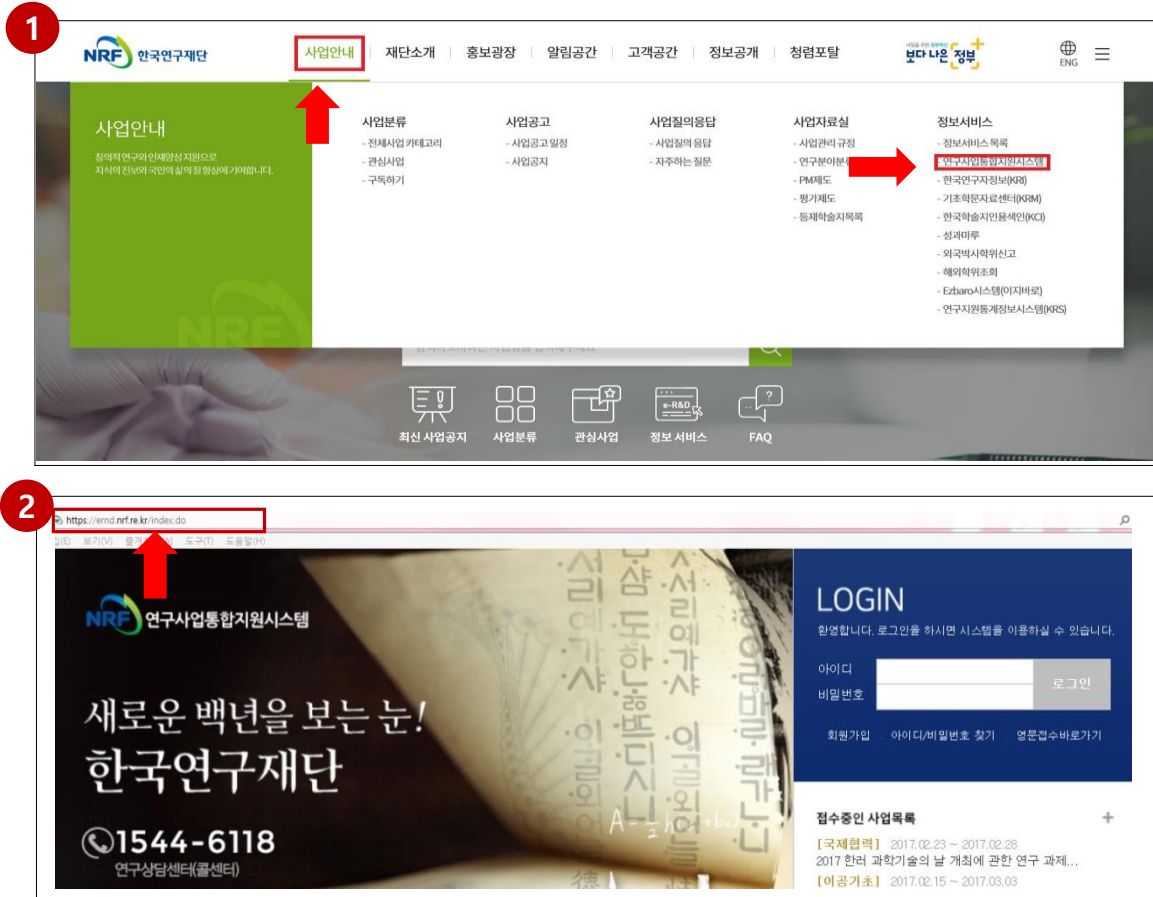 1
NRF 한국연구재단
사업안내 재단소개 홍보광장 알림공간 고객공간 정보공개 청렴포탈
보다 나은 정부
ENG
사업안내
창의적 연구와 인재양성 지원으로
지식의 진보와 국민의 삶의 질 향상에 기여합니다.
사업분류
- 전체사업 카테고리
- 관심사업
- 구독하기
사업공고
- 사업공고 일정
- 사업공지
사업질의응답
- 사업질의 응답
- 자주하는 질문
사업자료실
- 사업관리 규정
- 연구분야분
- PM제도
- 평가제도
- 등재학술지목록
정보서비스
- 정보서비스 목록
- 연구사업통합지원시스템
- 한국연구자정보(KRI)
- 기초학문자료센터(KRM)
- 한국학술지인용색인(KCI)
- 성과마루
- 외국박사학위신고
- 해외학위조회
- Ezbaro시스템(이지바로)
- 연구지원통계정보시스템(KRS)
NRF
e-R&D
최신 사업공지 사업분류 관심사업 정보 서비스 FAQ
2
https://ernd.nrf.re.kr/index.do
보기(V) 도구(T) 도움말(H)
NRF 연구사업통합지원시스템
새로운 백년을 보는 눈!
한국연구재단
1544-6118
연구상담센터(콜센터)
LOGIN
환영합니다. 로그인을 하시면 시스템을 이용하실 수 있습니다.
아이디
비밀번호
로그인
회원가입 아이디/비밀번호 찾기 영문접수바로가기
접수중인 사업목록 +
[국제협력] 2017.02.23 ~ 2017.02.28
2017 한러 과학기술의 날 개최에 관한 연구 과제...
[이공기초] 2017.02.15 ~ 2017.03.03